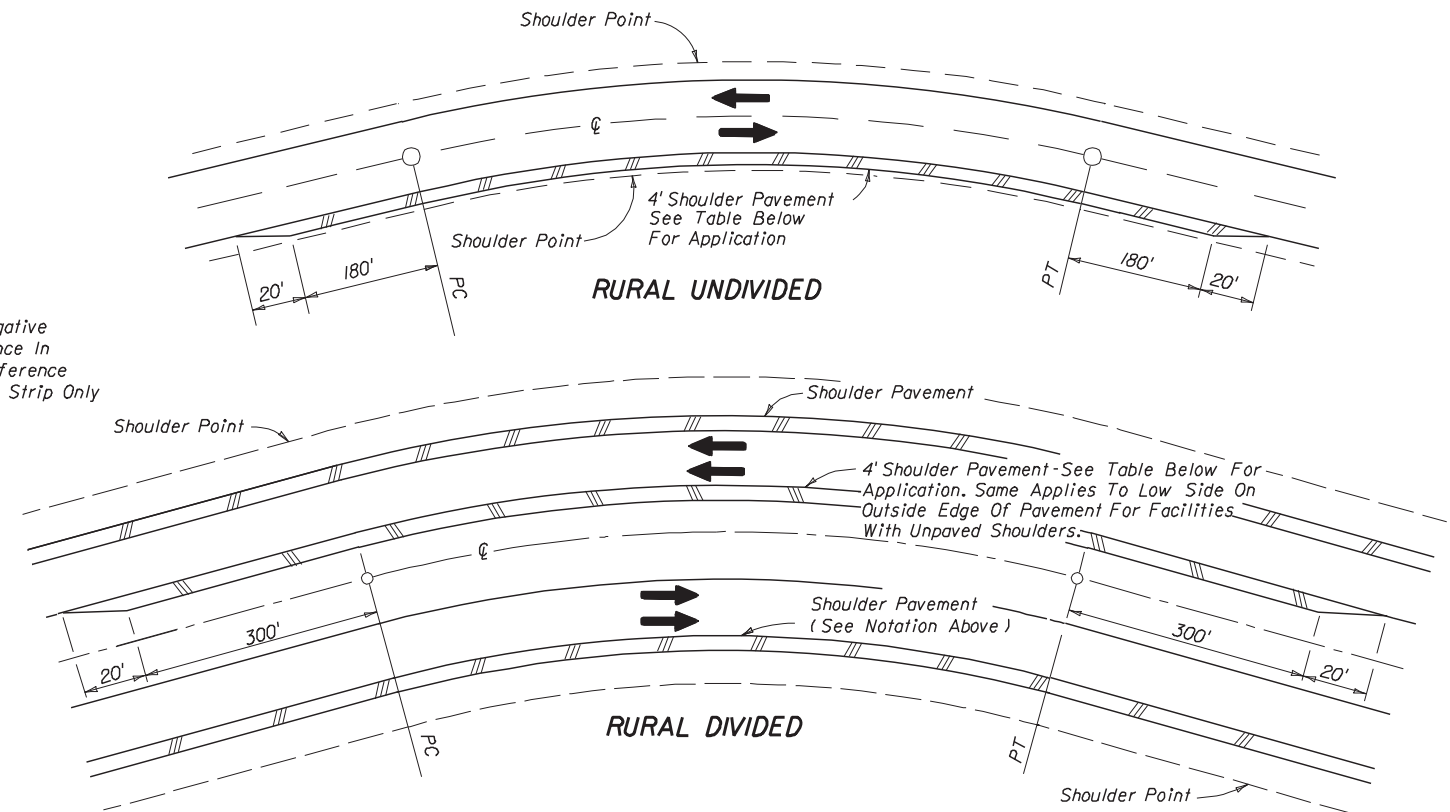 Shoulder Point
℄
4' Shoulder Pavement
See Table Below
For Application
Shoulder Point
180'
20'
PC
RURAL UNDIVIDED
PT
180'
20'
Strip Only
Shoulder Point
Shoulder Pavement
4' Shoulder Pavement-See Table Below For
Application. Same Applies To Low Side On
Outside Edge Of Pavement For Facilities
With Unpaved Shoulders.
℄
Shoulder Pavement
(See Notation Above)
300'
20'
300'
20'
RURAL DIVIDED
PC
PT
Shoulder Point